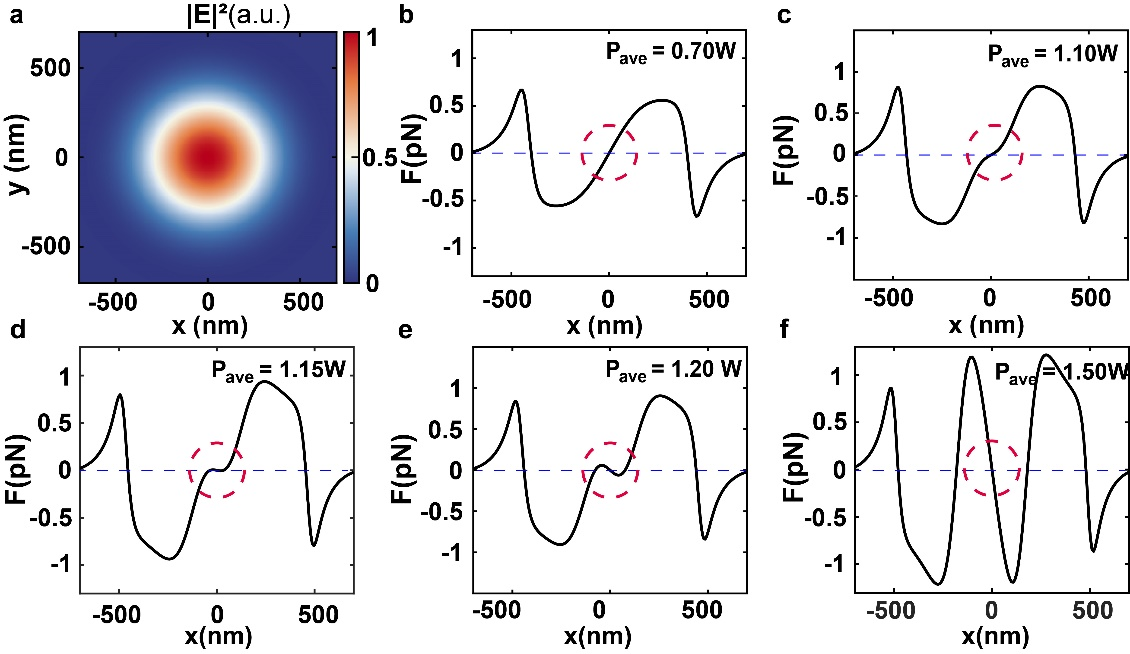 a
|E|²(a.u.)
500
0
-500
y (nm)
-500
0
500
x (nm)
1
0.5
0
b
P_ave = 0.70W
1
0.5
0
-0.5
-1
F(pN)
-500
0
500
x (nm)
c
P_ave = 1.10W
1
0.5
0
-0.5
-1
F(pN)
-500
0
500
x (nm)
d
P_ave = 1.15W
1
0.5
0
-0.5
-1
F(pN)
-500
0
500
x(nm)
e
P_ave = 1.20 W
1
0.5
0
-0.5
-1
F(pN)
-500
0
500
x(nm)
f
P_ave = 1.50W
1
0.5
0
-0.5
-1
F(pN)
-500
0
500
x(nm)